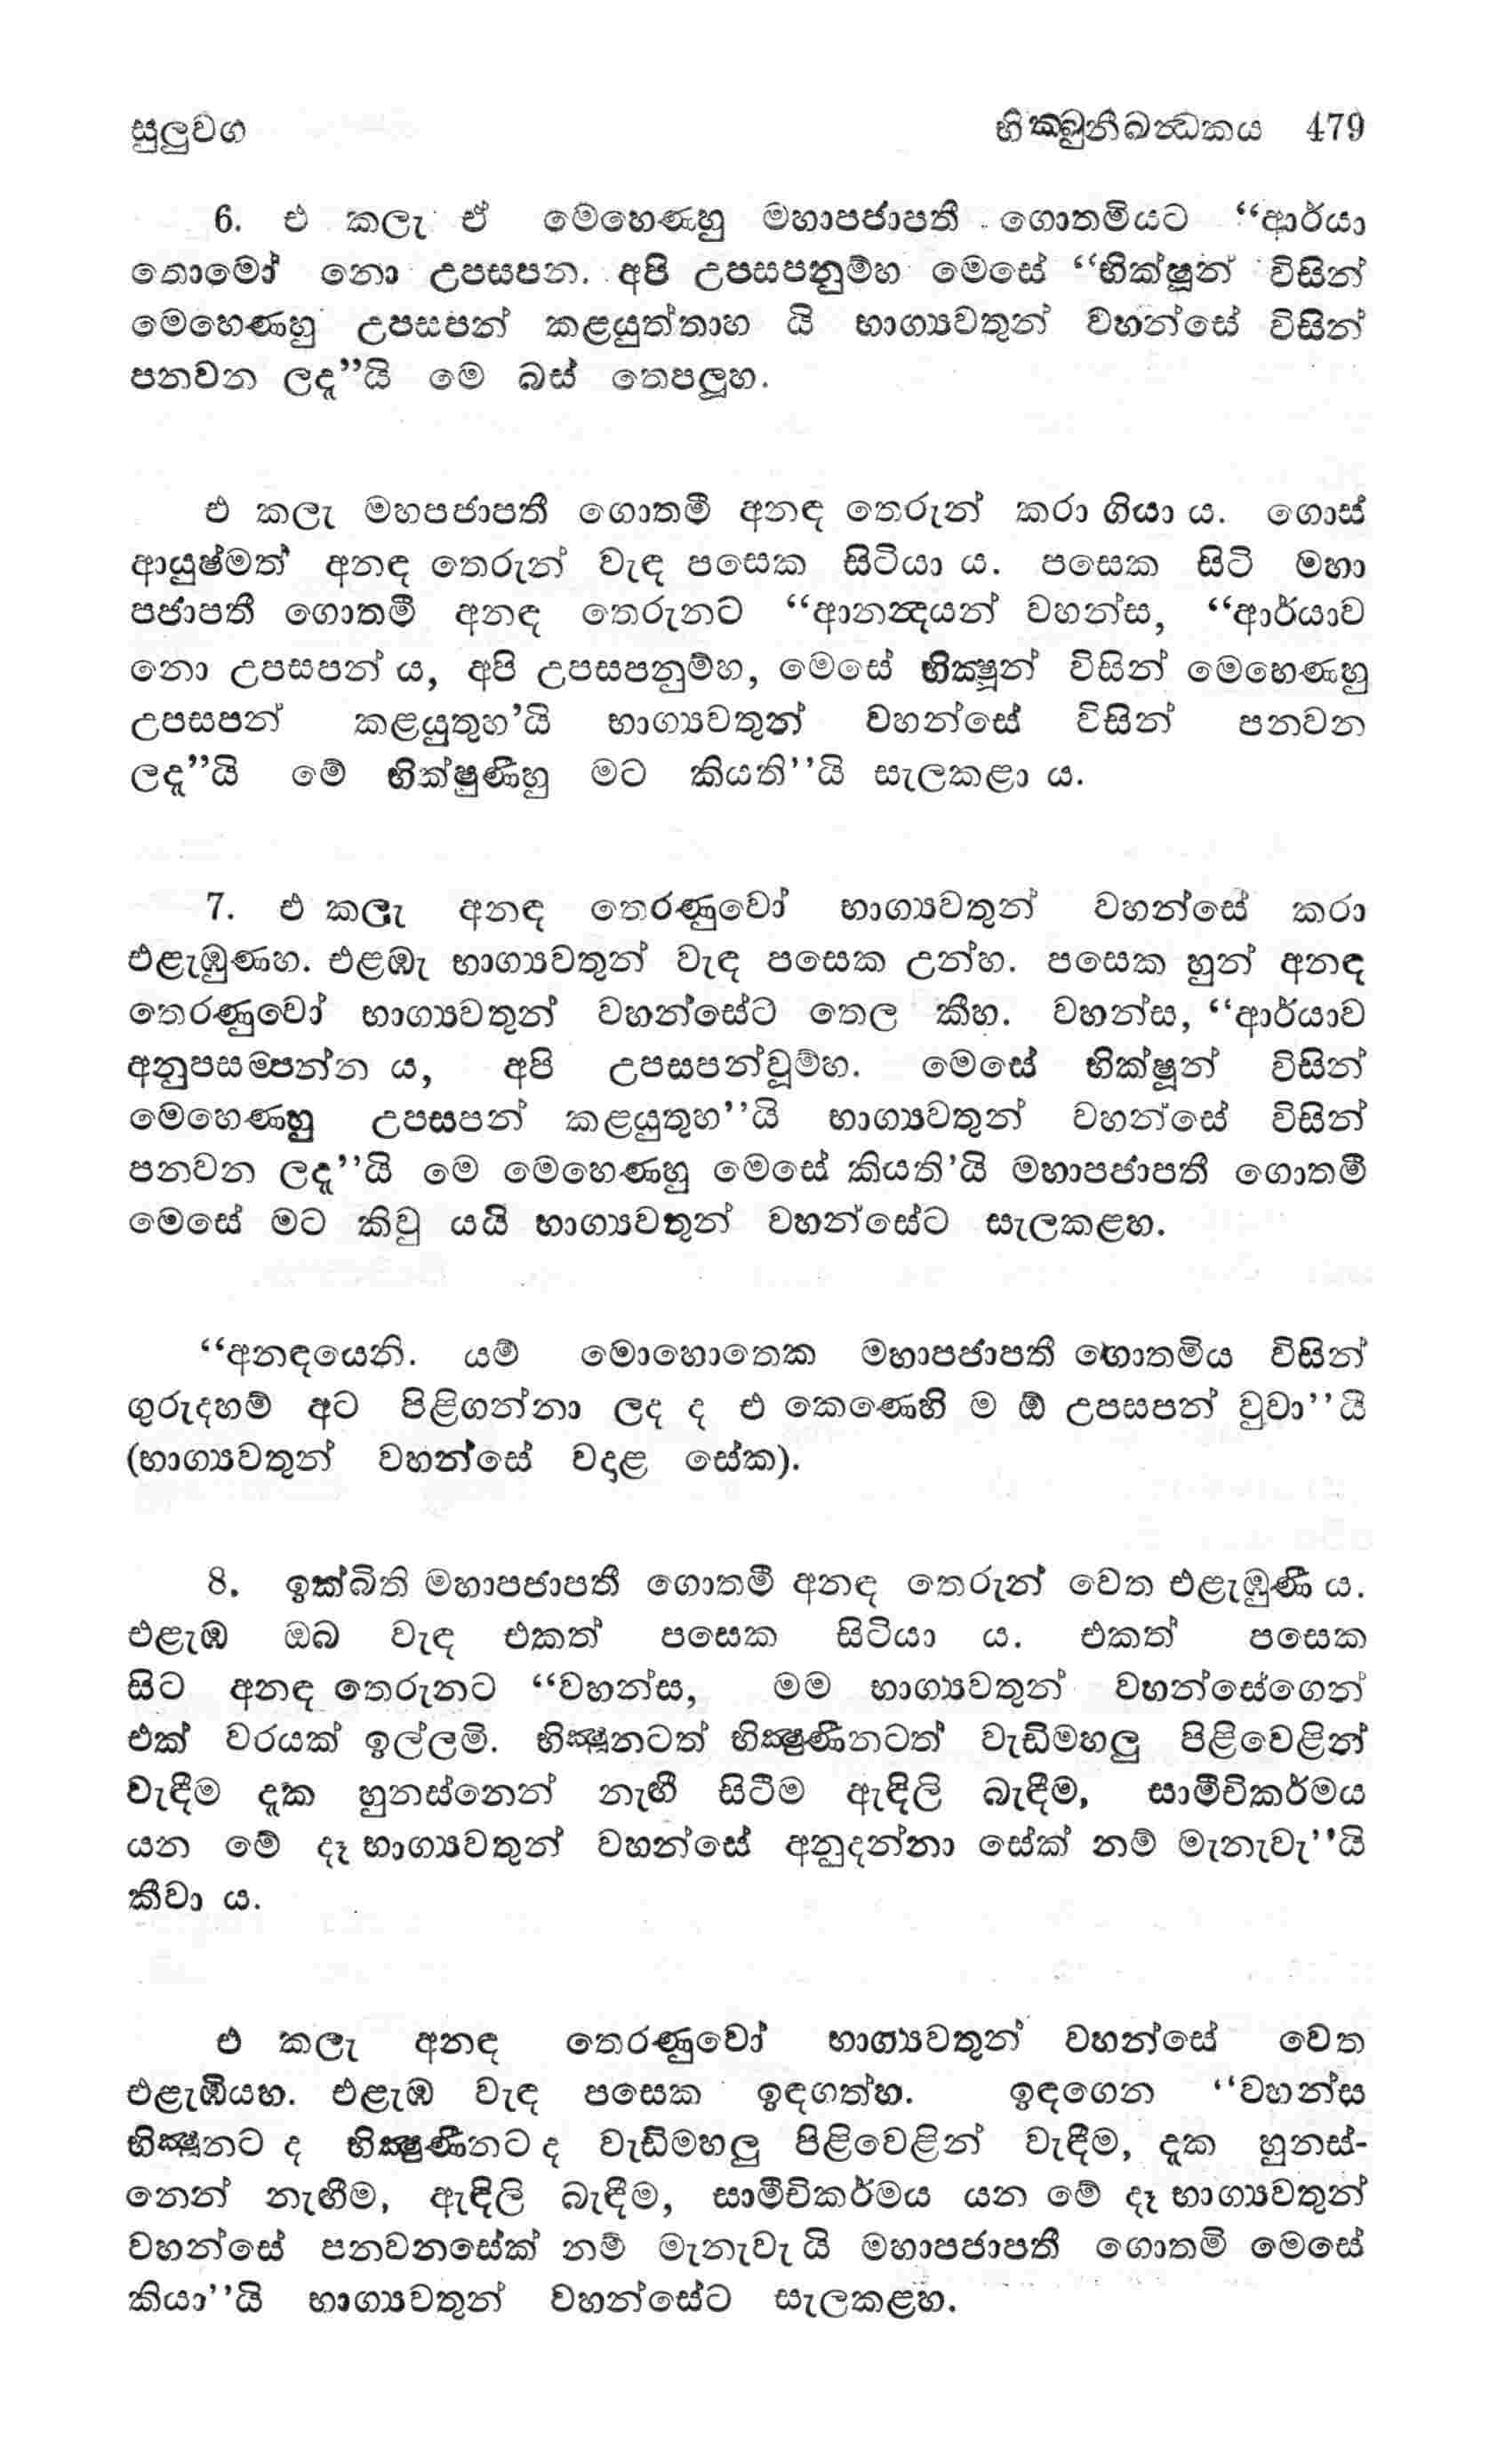 සුලුවග භික්ඛුනීඛන්ධකය 479
6. එ කලැ ඒ මෙහෙණහු මහාපජාපතී ගොතමියට “ආර්යා
තොමෝ නො උපසපන. අපි උපසපනුම්හ මෙසේ “භික්ෂූන් විසින්
මෙහෙණහු උපසපන් කළයුත්තාහ යි භාග්‍යවතුන් වහන්සේ විසින්
පනවන ලදූ”යි මෙ බස් තෙපලූහ.
එ කලැ මහපජාපතී ගොතමී අනඳ තෙරුන් කරා ගියා ය. ගොස්
ආයුෂ්මත් අනඳ තෙරුන් වැඳ පසෙක සිටියා ය. පසෙක සිටි මහා
පජාපතී ගොතමී අනඳ තෙරුනට “ආනන්දයන් වහන්ස, “ආර්යාව
නො උපසපන් ය, අපි උපසපනුම්හ, මෙසේ භික්‍ෂූන් විසින් මෙහෙණහු
උපසපන් කළයුතුහ’යි භාග්‍යවතුන් වහන්සේ විසින් පනවන
ලදූ”යි මේ භික්ෂුණීහු මට කියති’’යි සැලකළා ය.
7. එ කලැ අනඳ තෙරණුවෝ භාග්‍යවතුන් වහන්සේ කරා
එළැඹුණහ. එළඹැ භාග්‍යවතුන් වැඳ පසෙක උන්හ. පසෙක හුන් අනඳ
තෙරණුවෝ භාග්‍යවතුන් වහන්සේට තෙල කීහ. වහන්ස, “ආර්යාව
අනුපසම්පන්න ය, අපි උපසපන්වූම්හ. මෙසේ භික්ෂූන් විසින්
මෙහෙණහු උපසපන් කළයුතුහ’’යි භාග්‍යවතුන් වහන්සේ විසින්
පනවන ලදූ’’යි මෙ මෙහෙණහු මෙසේ කියති’යි මහාපජාපතී ගොතමී
මෙසේ මට කිවු යයි භාග්‍යවතුන් වහන්සේට සැලකළහ.
“අනඳයෙනි. යම් මොහොතෙක මහාපජාපතී ගොතමිය විසින්
ගුරුදහම් අට පිළිගන්නා ලද ද එ කෙණෙහි ම ඕ උපසපන් වුවා’’යි
(භාග්‍යවතුන් වහන්සේ වදාළ සේක).
8. ඉක්බිති මහාපජාපතී ගොතමී අනඳ තෙරුන් වෙත එළැඹුණී ය.
එළැඹ ඔබ වැඳ එකත් පසෙක සිටියා ය. එකත් පසෙක
සිට අනඳ තෙරුනට “වහන්ස, මම භාග්‍යවතුන් වහන්සේගෙන්
එක් වරයක් ඉල්ලමි. භික්‍ෂූනටත් භික්‍ෂුණීනටත් වැඩිමහලු පිළිවෙළින්
වැඳීම දැක හුනස්නෙන් නැඟී සිටීම ඇඳිලි බැඳීම, සාමීචිකර්මය
යන මේ දෑ භාග්‍යවතුන් වහන්සේ අනුදන්නා සේක් නම් මැනැවැ’’යි
කීවා ය.
එ කලැ අනඳ තෙරණුවෝ භාග්‍යවතුන් වහන්සේ වෙත
එළැඹියහ. එළැඹ වැඳ පසෙක ඉඳගත්හ. ඉඳගෙන “වහන්ස
භික්‍ෂූනට ද භික්‍ෂුණීනට ද වැඩිමහලු පිළිවෙළින් වැඳීම, දැක හුනස්-
නෙන් නැඟීම, ඇඳිලි බැඳීම, සාමීචිකර්මය යන මේ දෑ භාග්‍යවතුන්
වහන්සේ පනවනසේක් නම් මැනැවැ යි මහාපජාපතී ගොතමි මෙසේ
කියා’’යි භාග්‍යවතුන් වහන්සේට සැලකළහ.